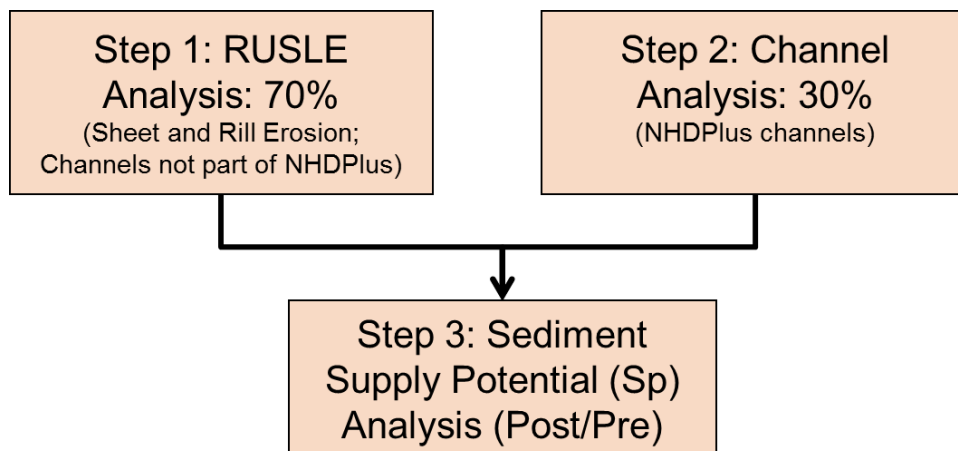 Step 1: RUSLE
Analysis: 70%
(Sheet and Rill Erosion;
Channels not part of NHDPlus)
Step 2: Channel
Analysis: 30%
(NHDPlus channels)
Step 3: Sediment
Supply Potential (Sp)
Analysis (Post/Pre)